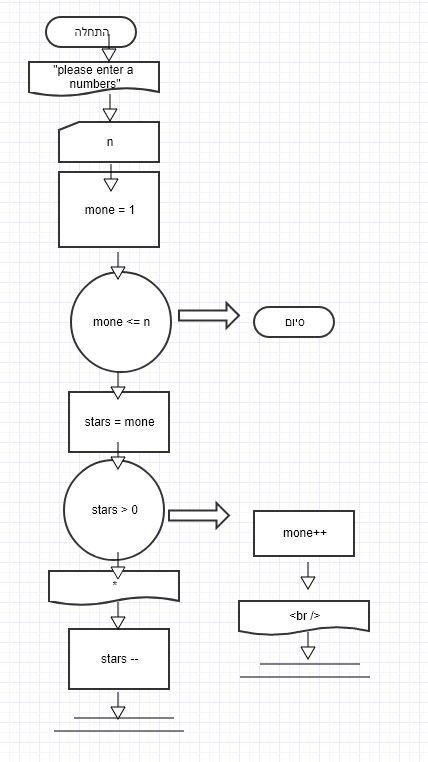 התחלה
"please enter a
numbers"
n
mone = 1
mone <= n
סיום
stars = mone
stars > 0
mone++
*
<br />
stars --